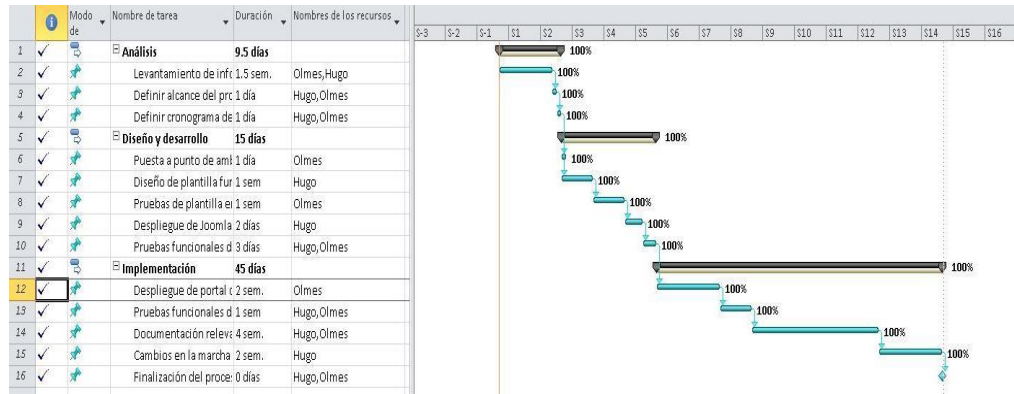 Modo de
Nombre de tarea
Duración
Nombres de los recursos
S-3 S-2 S-1 S1 S2 S3 S4 S5 S6 S7 S8 S9 S10 S11 S12 S13 S14 S15 S16
1 Análisis 9.5 días 100%
2 Levantamiento de infc 1.5 sem. Olmes,Hugo 100%
3 Definir alcance del prc 1 día Hugo,Olmes 100%
4 Definir cronograma de 1 día Hugo,Olmes 100%
5 Diseño y desarrollo 15 días 100%
6 Puesta a punto de aml 1 día Olmes 100%
7 Diseño de plantilla fur 1 sem Hugo 100%
8 Pruebas de plantilla ei 1 sem Olmes 100%
9 Despliegue de Joomla 2 días Hugo 100%
10 Pruebas funcionales d 3 días Hugo,Olmes 100%
11 Implementación 45 días 100%
12 Despliegue de portal c 2 sem. Olmes 100%
13 Pruebas funcionales d 1 sem Hugo,Olmes 100%
14 Documentación releva 4 sem. Hugo,Olmes 100%
15 Cambios en la marcha 2 sem. Hugo 100%
16 Finalización del proce: 0 días Hugo,Olmes